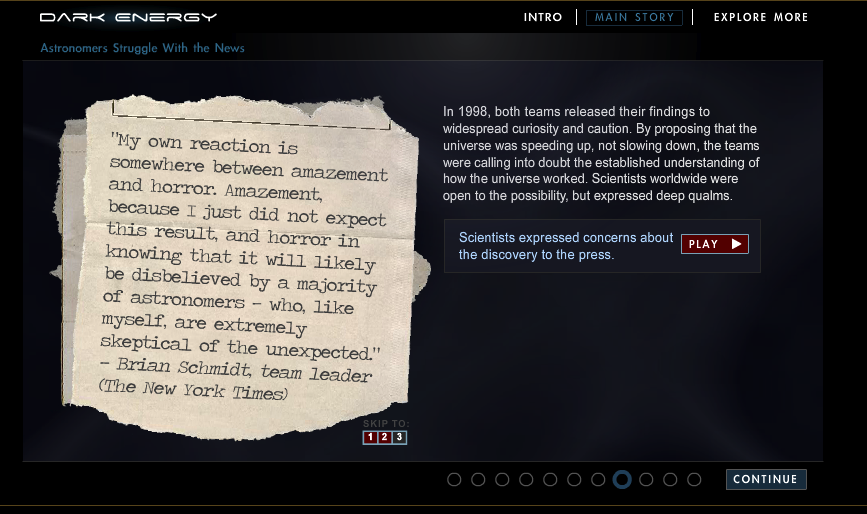 DARK ENERGY
INTRO
MAIN STORY
EXPLORE MORE
Astronomers Struggle With the News
"My own reaction is
somewhere between amazement
and horror. Amazement,
because I just did not expect
this result, and horror in
knowing that it will likely
be disbelieved by a majority
of astronomers - who, like
myself, are extremely
skeptical of the unexpected."
- Brian Schmidt, team leader
(The New York Times)
SKIP TO:
1 2 3
In 1998, both teams released their findings to
widespread curiosity and caution. By proposing that the
universe was speeding up, not slowing down, the teams
were calling into doubt the established understanding of
how the universe worked. Scientists worldwide were
open to the possibility, but expressed deep qualms.
Scientists expressed concerns about
the discovery to the press.
PLAY
CONTINUE